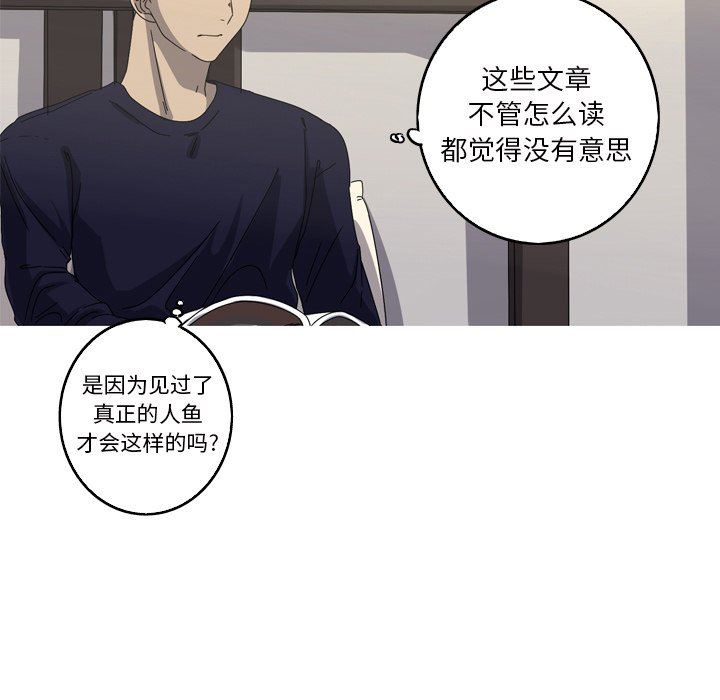 这些文章
不管怎么读
都觉得没有意思
是因为见过了
真正的人鱼
才会这样的吗?